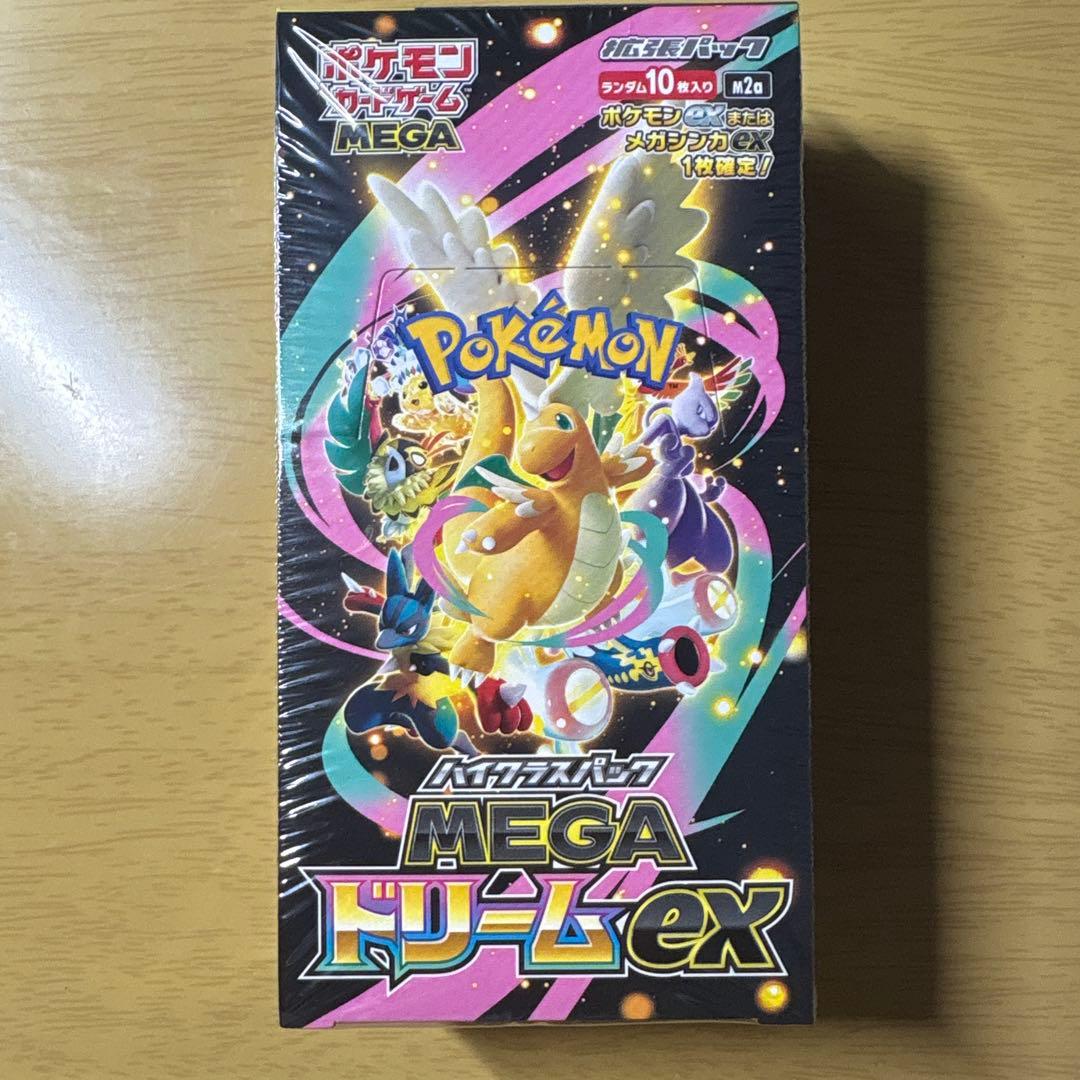 ポケモン
カードゲーム
MEGA
拡張パック
ランダム10枚入り M2a
ポケモンexまたは
メガシンカex
1枚確定!
POKÉMON
ハイクラスパック
MEGA
ドリームex